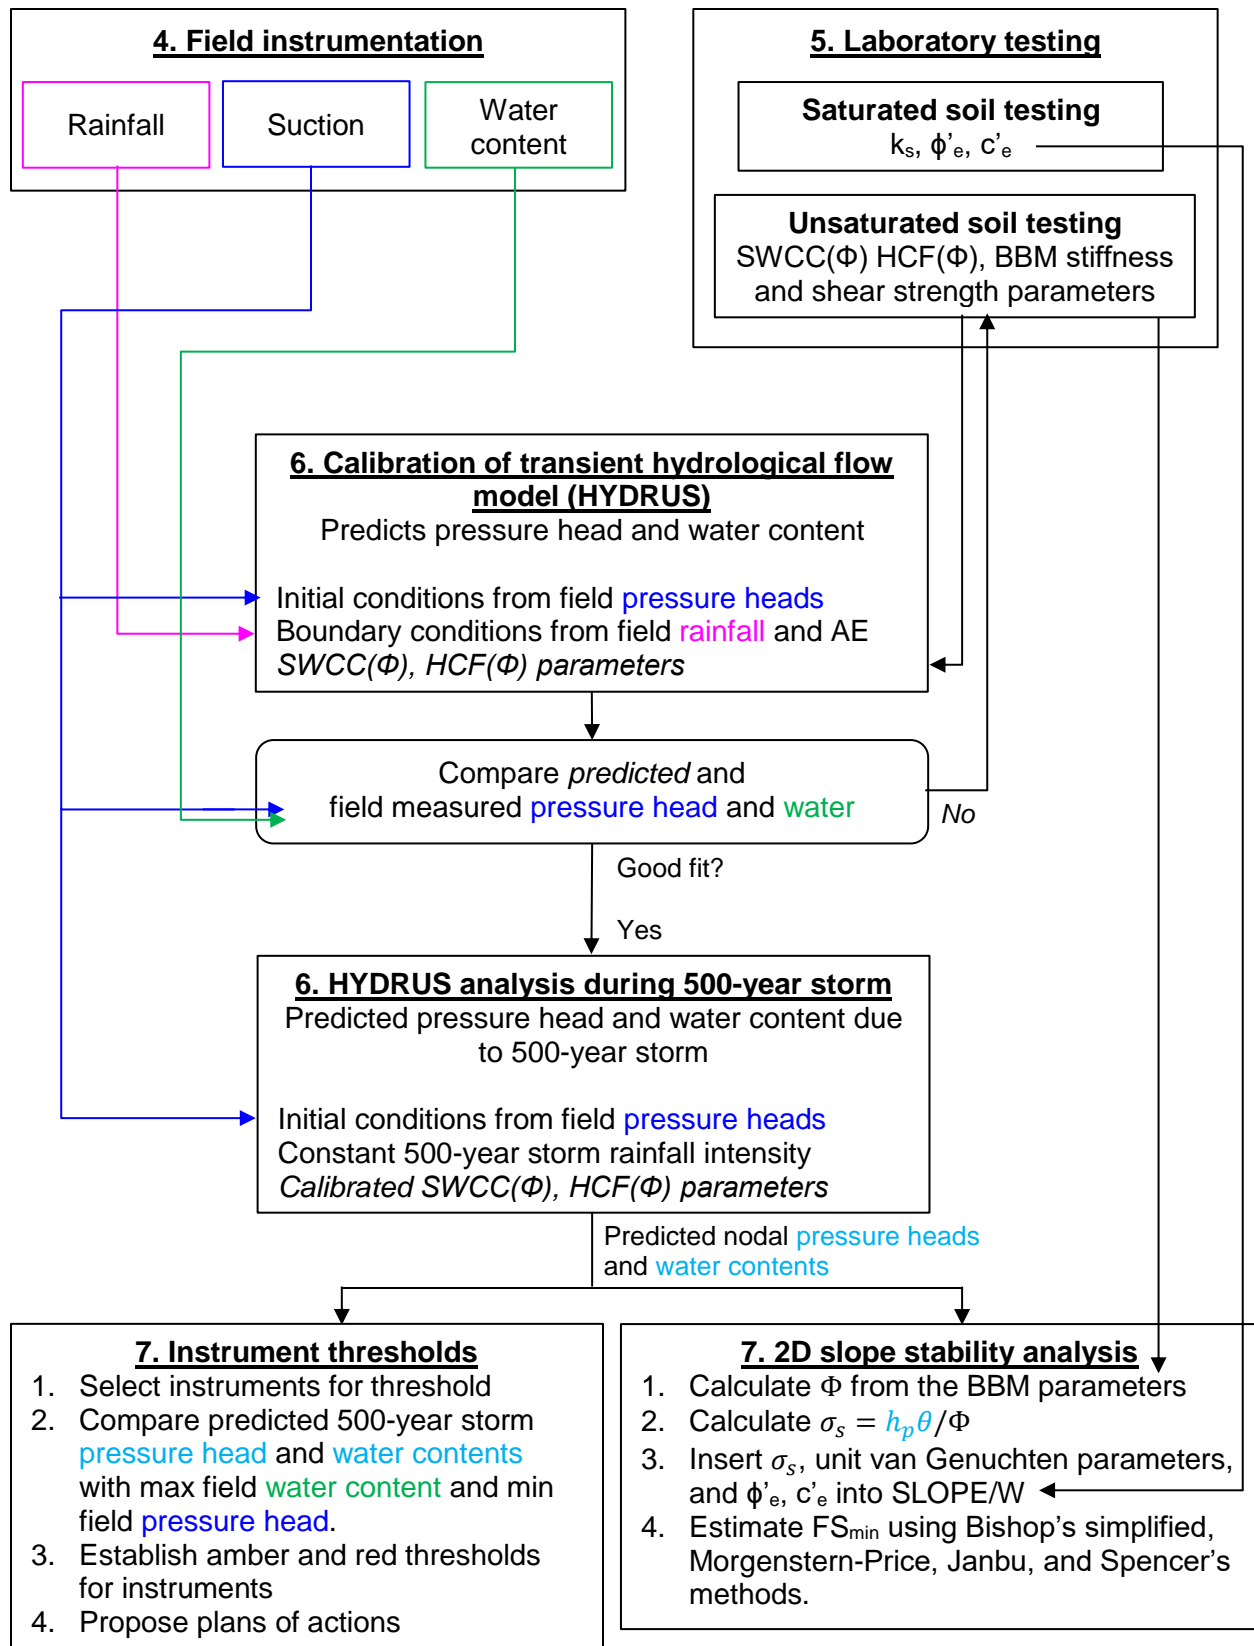 4. Field instrumentation
Rainfall
Suction
Water
content
5. Laboratory testing
Saturated soil testing
kₛ, ϕ’ₑ, c’ₑ
Unsaturated soil testing
SWCC(Φ) HCF(Φ), BBM stiffness
and shear strength parameters
6. Calibration of transient hydrological flow
model (HYDRUS)
Predicts pressure head and water content
Initial conditions from field pressure heads
Boundary conditions from field rainfall and AE
SWCC(Φ), HCF(Φ) parameters
Compare predicted and
field measured pressure head and water
No
Good fit?
Yes
6. HYDRUS analysis during 500-year storm
Predicted pressure head and water content due
to 500-year storm
Initial conditions from field pressure heads
Constant 500-year storm rainfall intensity
Calibrated SWCC(Φ), HCF(Φ) parameters
Predicted nodal pressure heads
and water contents
7. Instrument thresholds
1. Select instruments for threshold
2. Compare predicted 500-year storm
pressure head and water contents
with max field water content and min
field pressure head.
3. Establish amber and red thresholds
for instruments
4. Propose plans of actions
7. 2D slope stability analysis
1. Calculate Φ from the BBM parameters
2. Calculate σₛ = hₚθ/Φ
3. Insert σₛ, unit van Genuchten parameters,
and ϕ’ₑ, c’ₑ into SLOPE/W
4. Estimate FSmin using Bishop’s simplified,
Morgenstern-Price, Janbu, and Spencer’s
methods.